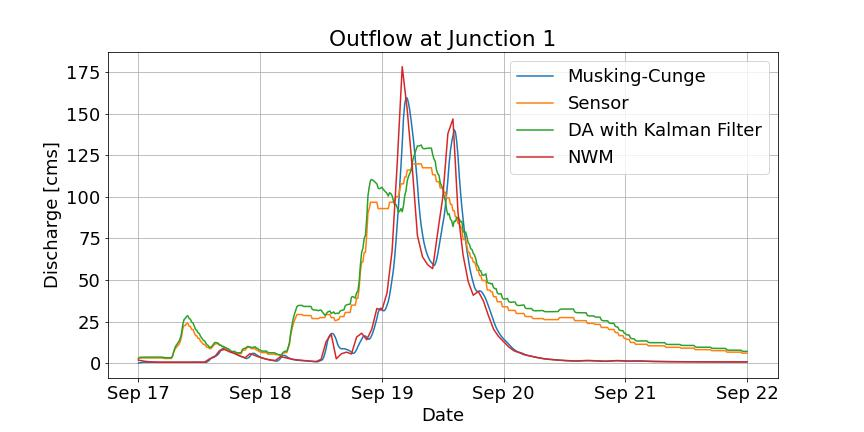 Outflow at Junction 1
Musking-Cunge
Sensor
DA with Kalman Filter
NWM
Discharge [cms]
175
150
125
100
75
50
25
0
Sep 17 Sep 18 Sep 19 Sep 20 Sep 21 Sep 22
Date